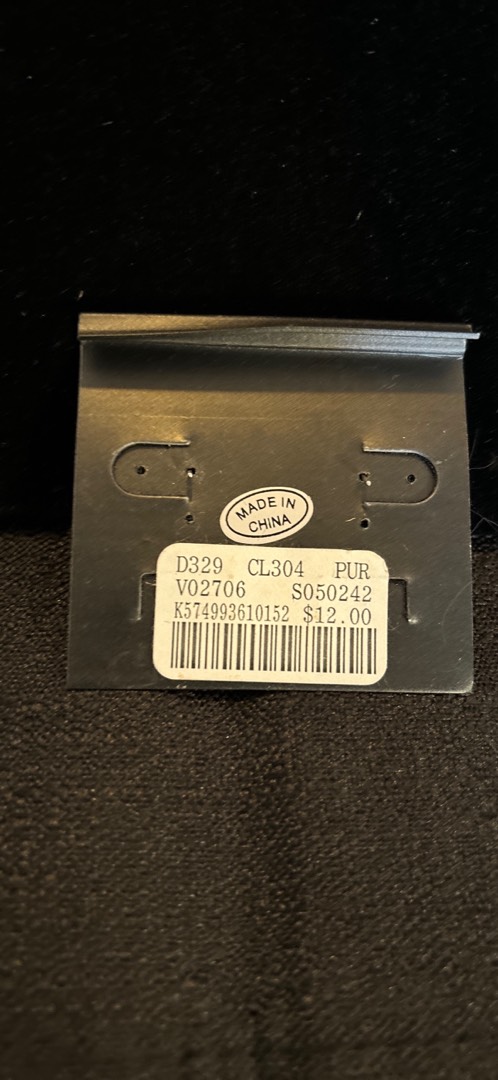 MADE IN
CHINA
D329 CL304 PUR
V02706 S050242
K574993610152 $12.00